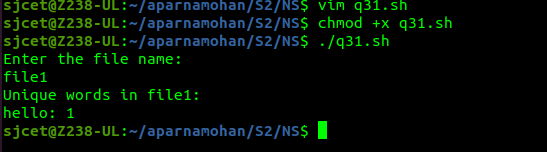 sjcet@Z238-UL:~/aparnamohan/S2/NS$ vim q31.sh
sjcet@Z238-UL:~/aparnamohan/S2/NS$ chmod +x q31.sh
sjcet@Z238-UL:~/aparnamohan/S2/NS$ ./q31.sh
Enter the file name:
file1
Unique words in file1:
hello: 1
sjcet@Z238-UL:~/aparnamohan/S2/NS$